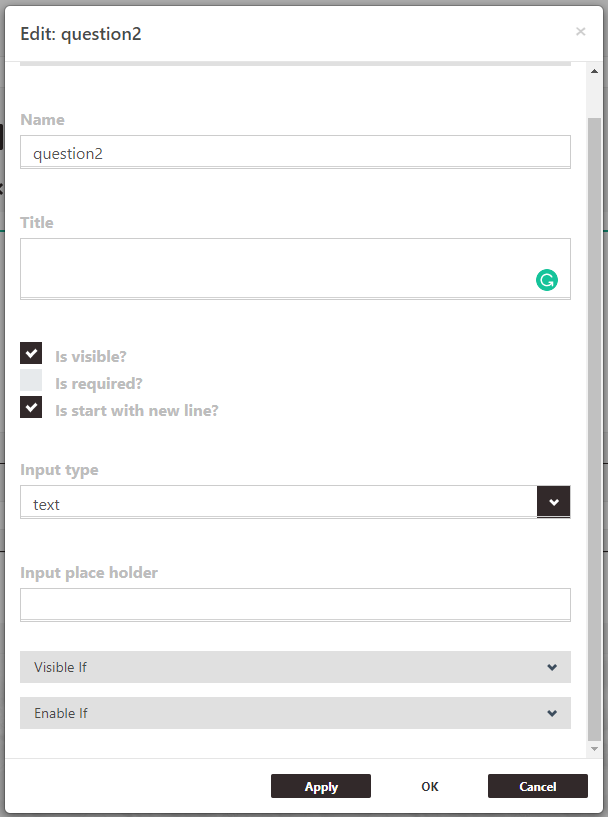 Edit: question2
×
Name
question2
Title
Is visible?
Is required?
Is start with new line?
Input type
text
Input place holder
Visible If
Enable If
Apply OK Cancel